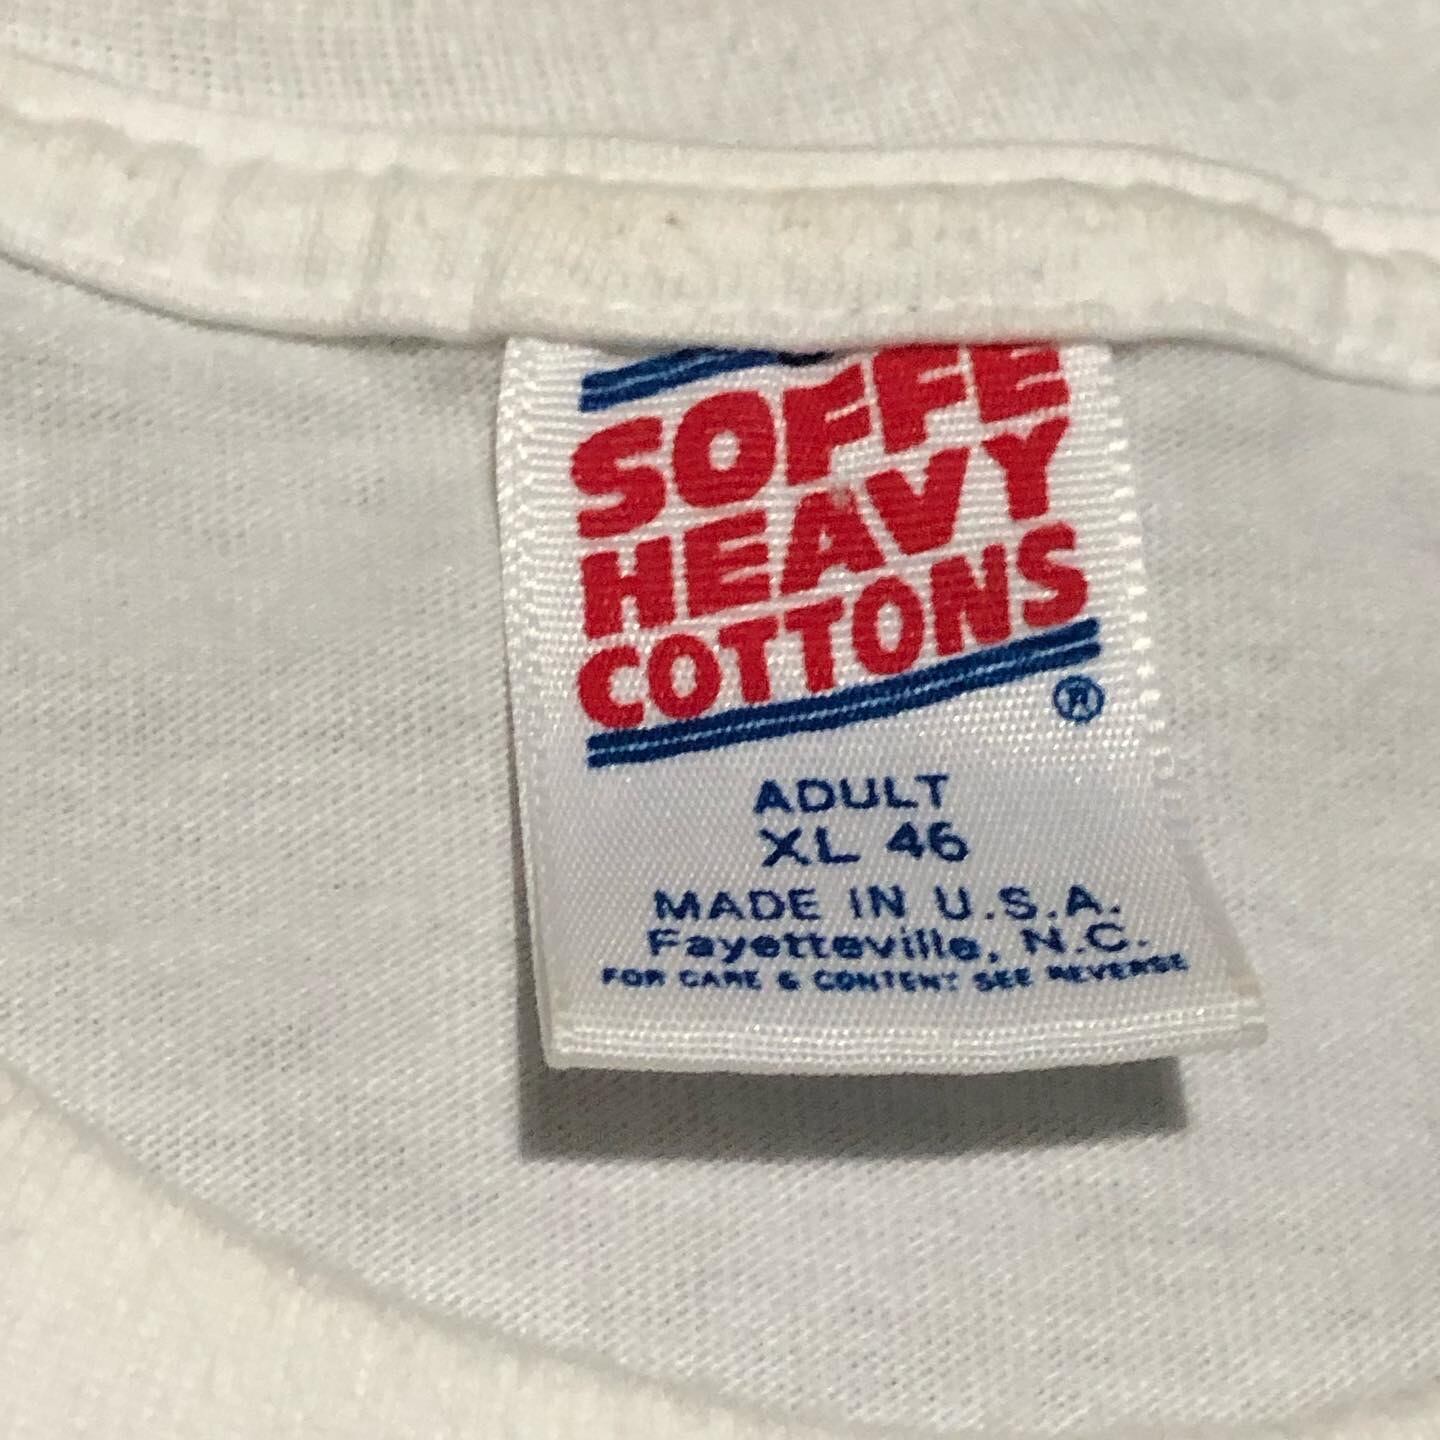 SOFFE
HEAVY
COTTONS
®
ADULT
XL 46
MADE IN U.S.A.
Fayetteville, N.C.
FOR CARE & CONTENT SEE REVERSE